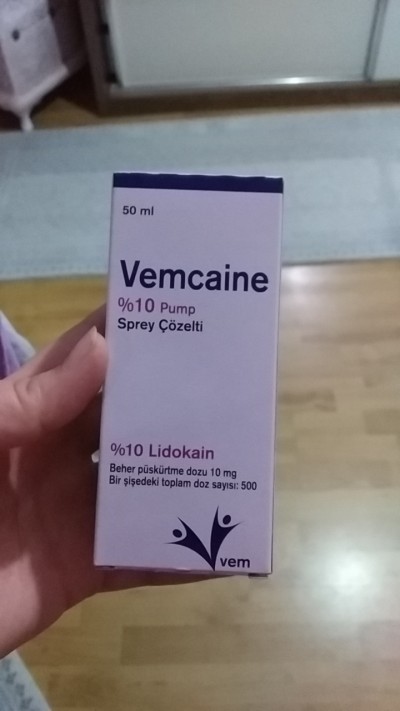 50 ml
Vemcaine
%10 Pump
Sprey Çözelti
%10 Lidokain
Beher püskürtme dozu 10 mg
Bir şişedeki toplam doz sayısı: 500
vem